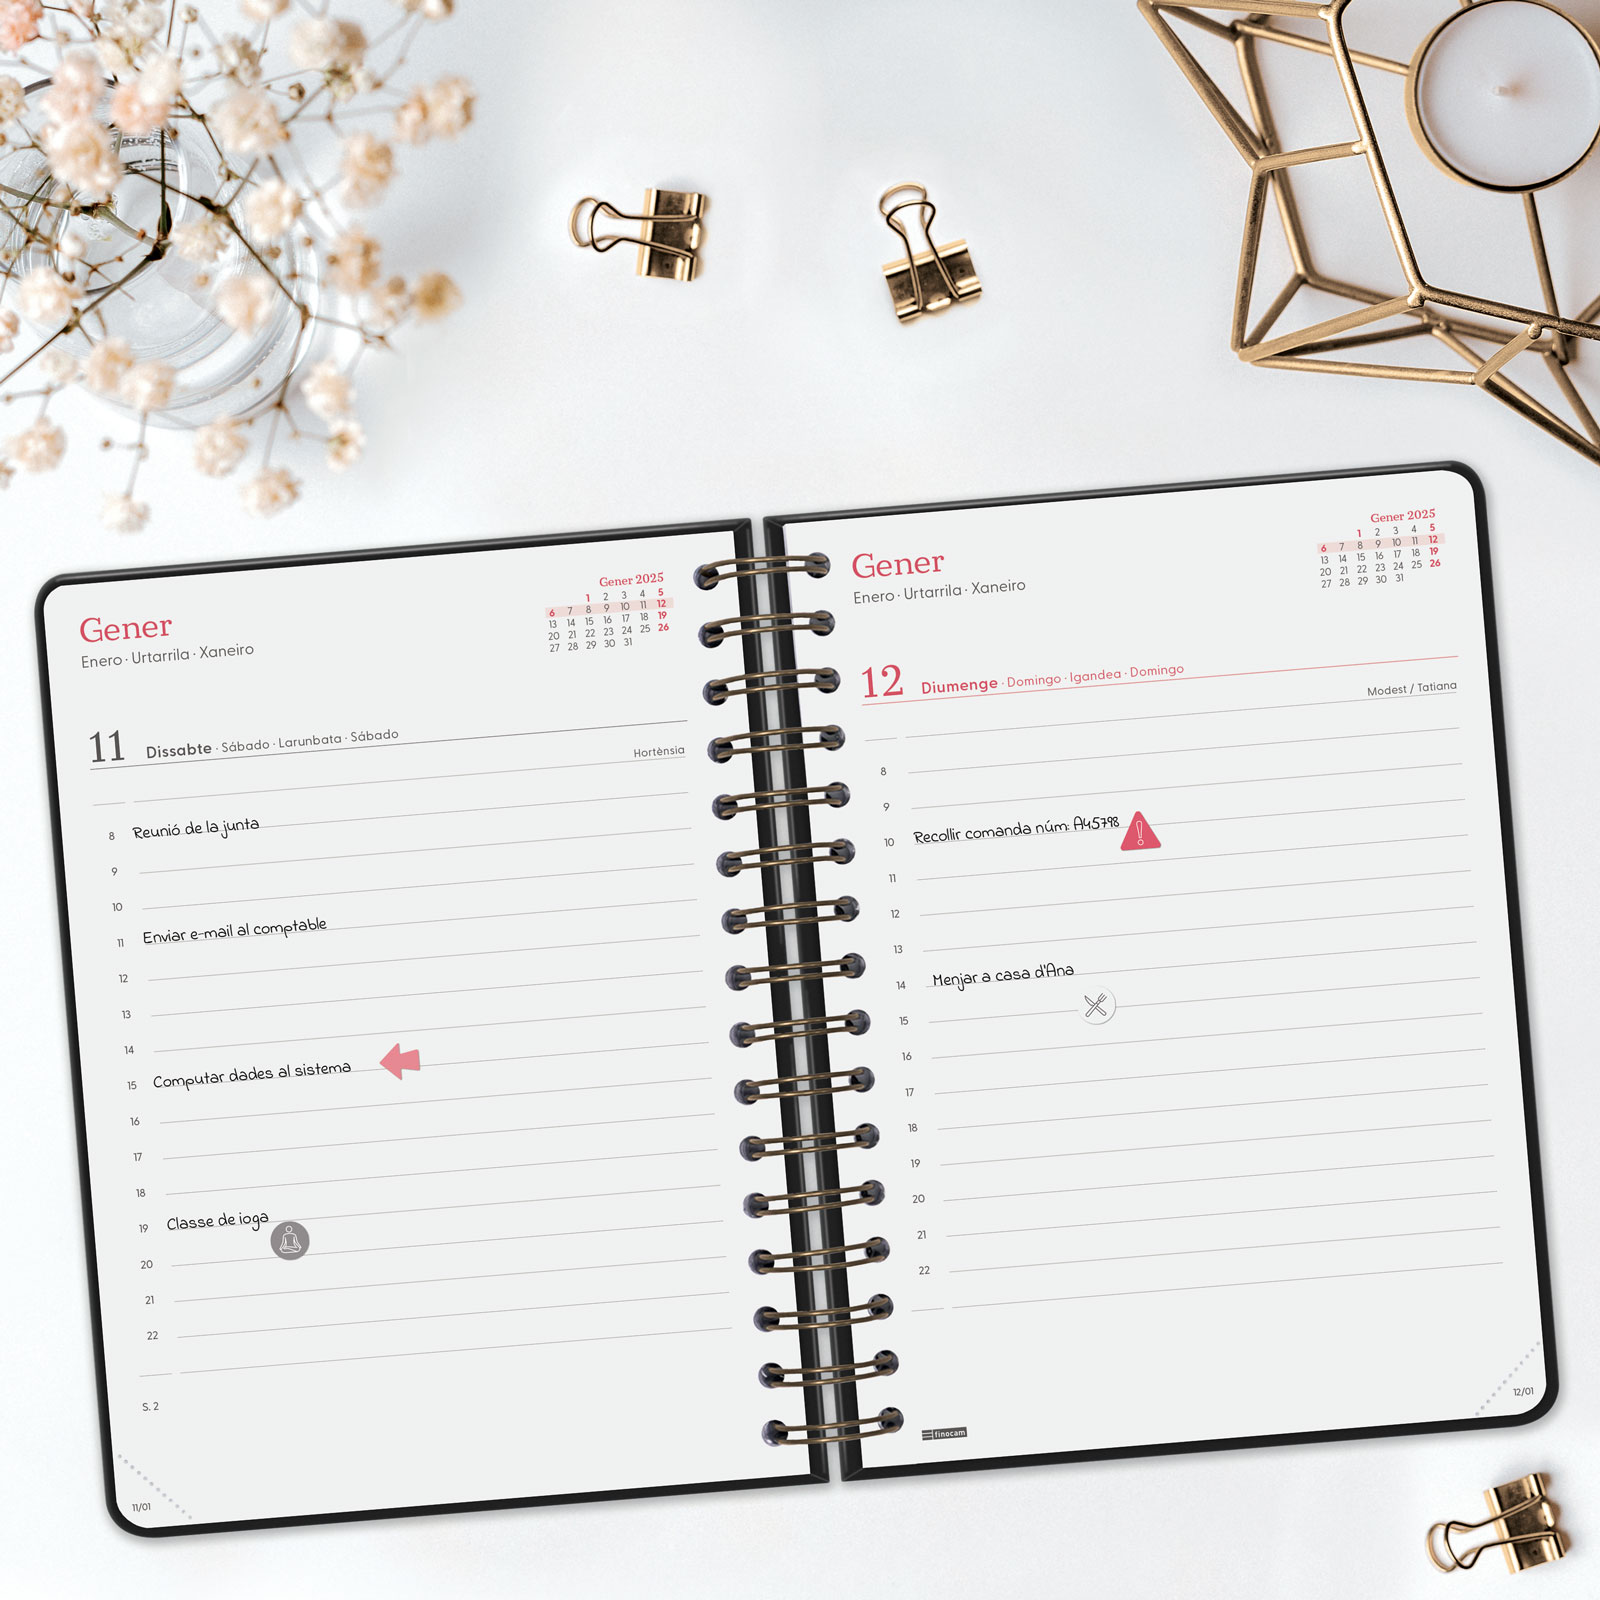 Gener
Enero · Urtarrila · Xaneiro
Gener 2025
1 2 3 4 5
6 7 8 9 10 11 12
13 14 15 16 17 18 19
20 21 22 23 24 25 26
27 28 29 30 31
11 Dissabte · Sábado · Larunbata · Sábado
Hortènsia
8 Reunió de la junta
9
10
11 Enviar e-mail al comptable
12
13
14
15 Computar dades al sistema
16
17
18
19 Classe de ioga
20
21
22
S. 2
11/01
Gener
Enero · Urtarrila · Xaneiro
Gener 2025
1 2 3 4 5
6 7 8 9 10 11 12
13 14 15 16 17 18 19
20 21 22 23 24 25 26
27 28 29 30 31
12 Diumenge · Domingo · Igandea · Domingo
Modest / Tatiana
8
9
10 Recollir comanda núm: A45798
11
12
13
14 Menjar a casa d'Ana
15
16
17
18
19
20
21
22
finocam
12/01